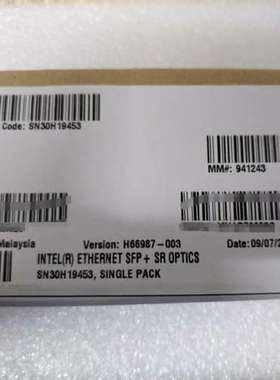 Code: SN30H19453
MM#: 941243
Malaysia Version: H66987-003 Date:09/07/2
INTEL(R) ETHERNET SFP+ SR OPTICS
SN30H19453, SINGLE PACK